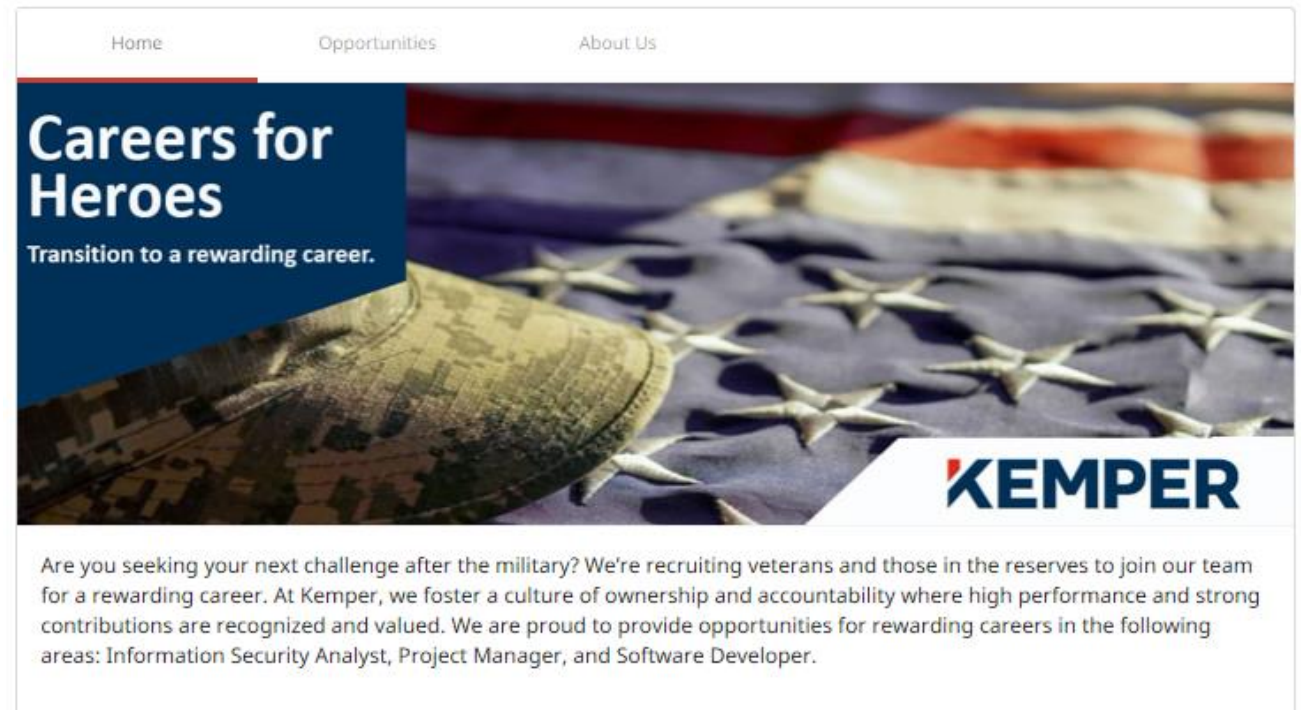 Home
Opportunities
About Us
Careers for
Heroes
Transition to a rewarding career.
KEMPER
Are you seeking your next challenge after the military? We're recruiting veterans and those in the reserves to join our team
for a rewarding career. At Kemper, we foster a culture of ownership and accountability where high performance and strong
contributions are recognized and valued. We are proud to provide opportunities for rewarding careers in the following
areas: Information Security Analyst, Project Manager, and Software Developer.